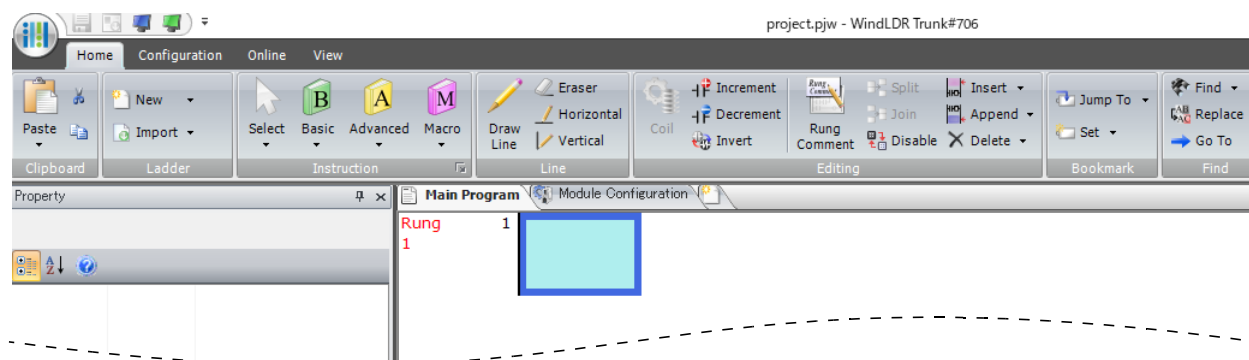 project.pjw - WindLDR Trunk#706
Home Configuration Online View
Paste
Clipboard
New
Import
Ladder
Select Basic Advanced Macro
B A M
Instruction
Draw Line
Eraser
Horizontal
Vertical
Line
Coil
Increment
Decrement
Invert
Rung Comment
Split
Join
Disable
Insert
Append
Delete
Editing
Jump To
Set
Bookmark
Find
Replace
Go To
Find
Property
Main Program Module Configuration
Rung 1
1
A
Z